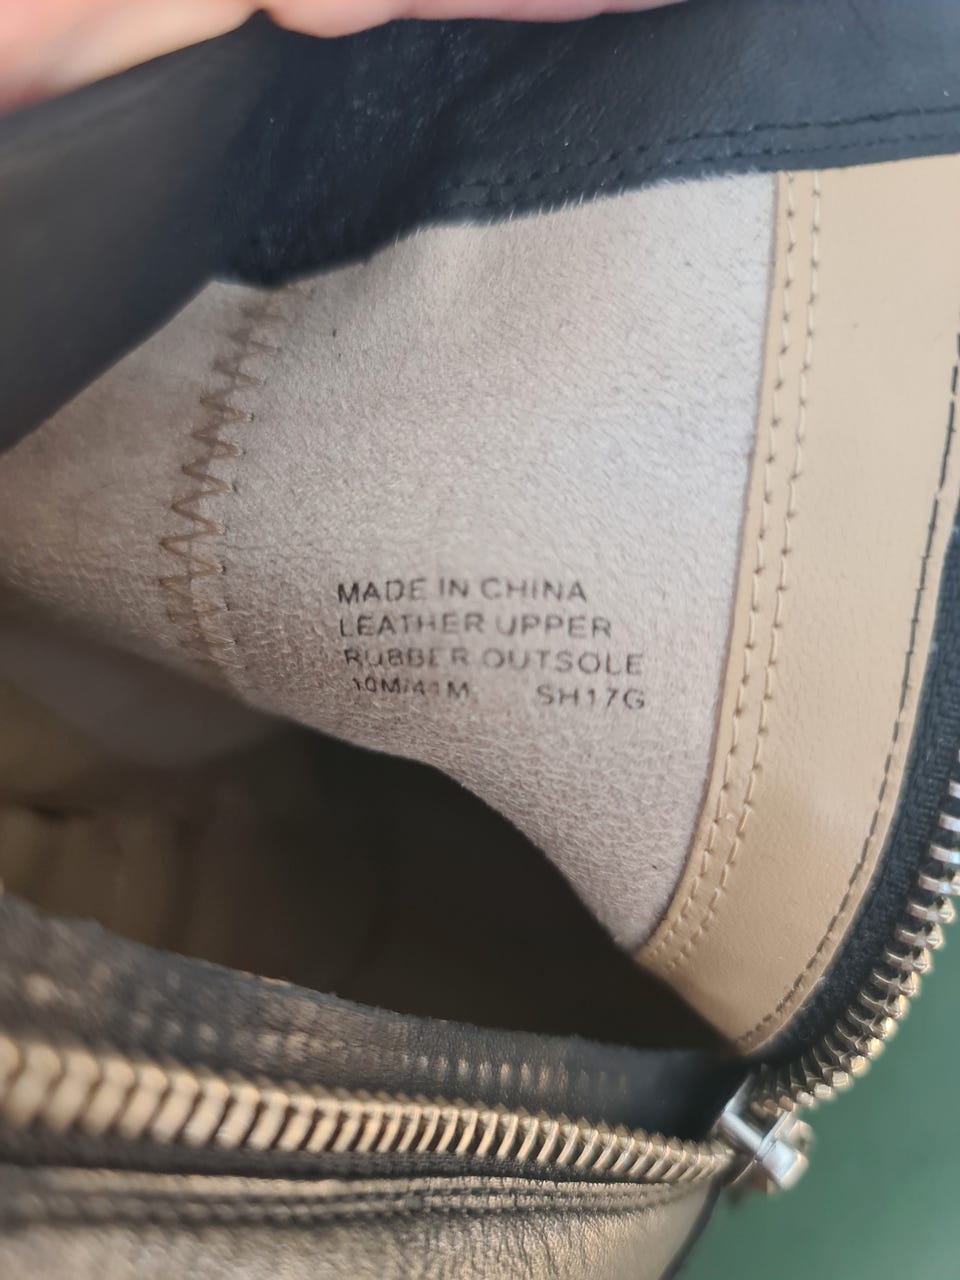 MADE IN CHINA
LEATHER UPPER
RUBBER OUTSOLE
10M/41M SH17G